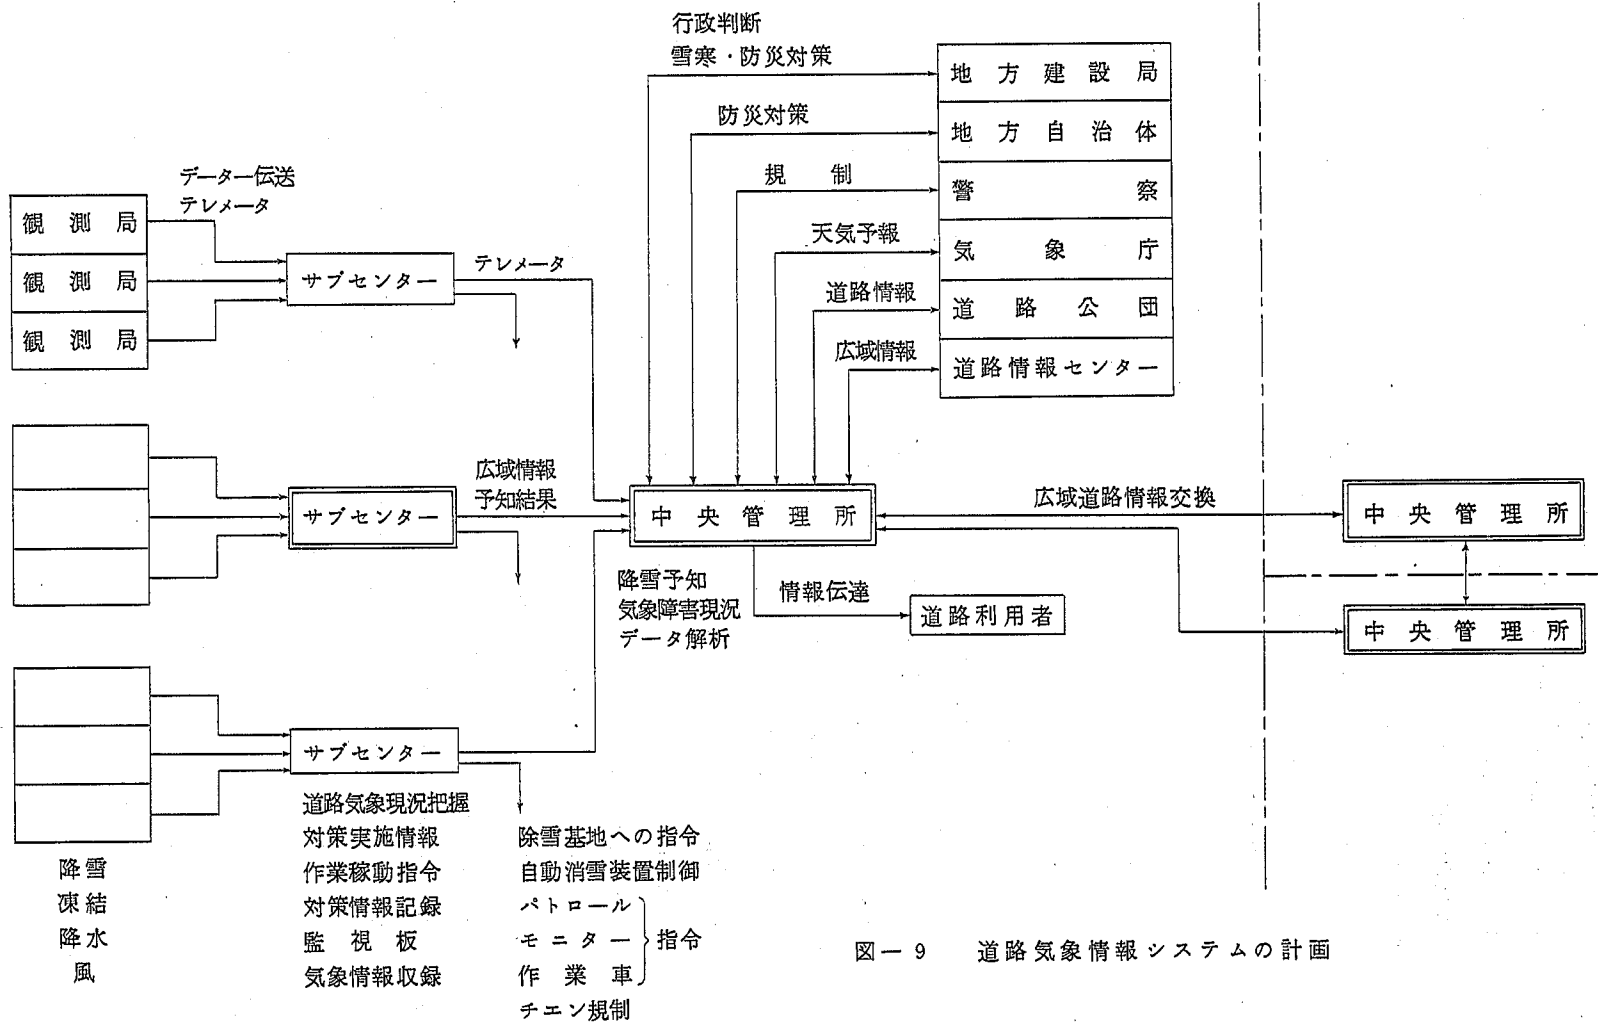 行政判断
雪寒・防災対策
地方建設局
防災対策
地方自治体
規制
警察
天気予報
気象庁
道路情報
道路公団
広域情報
道路情報センター
データー伝送
テレメータ
観測局
観測局
観測局
サブセンター
テレメータ
広域情報
予知結果
サブセンター
中央管理所
広域道路情報交換
中央管理所
中央管理所
降雪予知
気象障害現況
データ解析
情報伝達
道路利用者
サブセンター
道路気象現況把握
対策実施情報
作業稼動指令
対策情報記録
監視板
気象情報収録
除雪基地への指令
自動消雪装置制御
パトロール
モニター
作業車
指令
チエン規制
降雪
凍結
降水
風
図－9 道路気象情報システムの計画